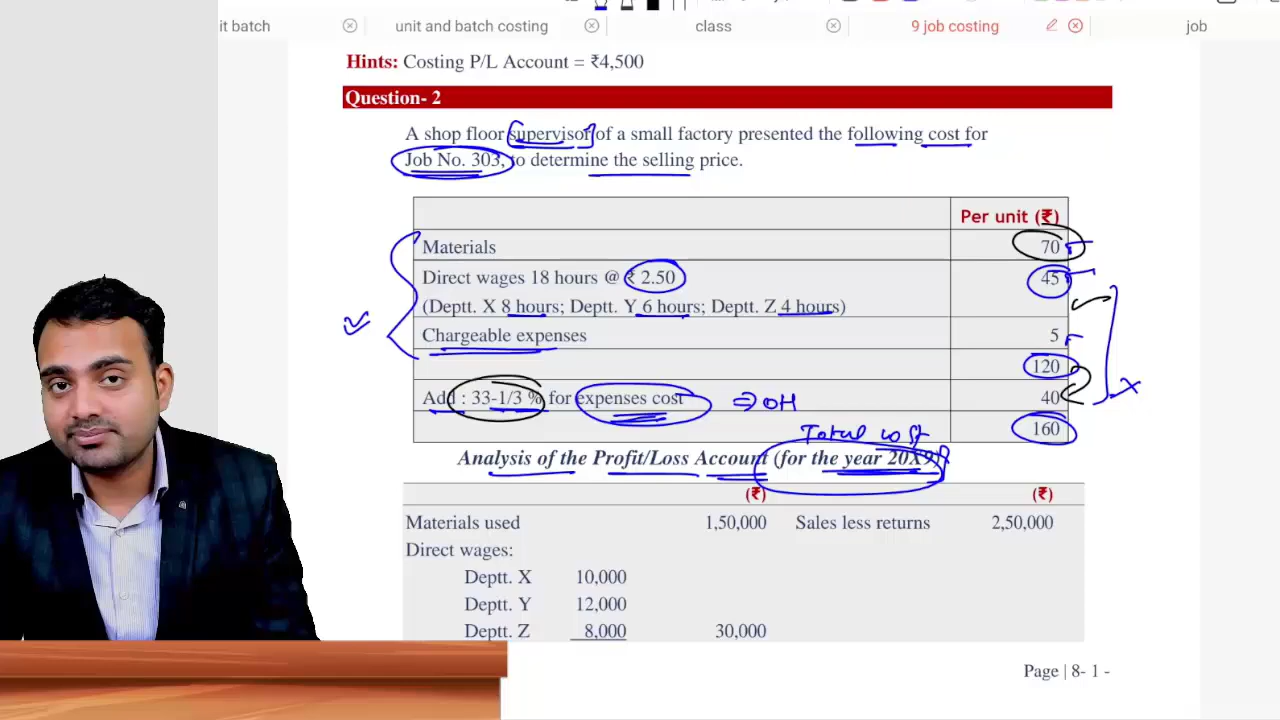 it batch
unit and batch costing
class
9 job costing
job
Hints: Costing P/L Account = ₹4,500
Question- 2
A shop floor supervisor of a small factory presented the following cost for
Job No. 303, to determine the selling price.
Per unit (₹)
Materials 70
Direct wages 18 hours @ ₹ 2.50 45
(Deptt. X 8 hours; Deptt. Y 6 hours; Deptt. Z 4 hours)
Chargeable expenses 5
120
Add : 33-1/3 % for expenses cost ⇒ OH 40 X
160
Total cost
Analysis of the Profit/Loss Account (for the year 20X9)
(₹) (₹)
Materials used 1,50,000 Sales less returns 2,50,000
Direct wages:
Deptt. X 10,000
Deptt. Y 12,000
Deptt. Z 8,000 30,000
Page | 8- 1 -